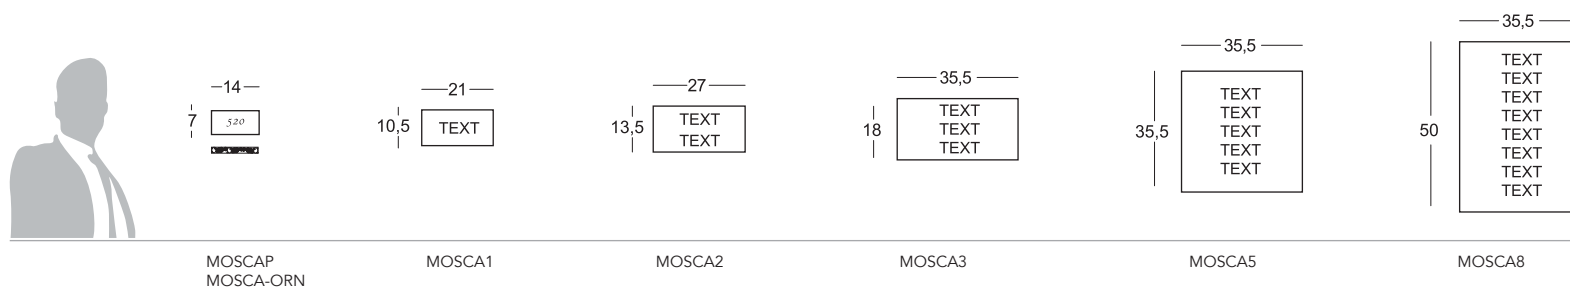 14
7
520
MOSCAP
MOSCA-ORN
21
10,5
TEXT
MOSCA1
27
13,5
TEXT
TEXT
MOSCA2
35,5
18
TEXT
TEXT
TEXT
MOSCA3
35,5
35,5
TEXT
TEXT
TEXT
TEXT
TEXT
MOSCA5
35,5
50
TEXT
TEXT
TEXT
TEXT
TEXT
TEXT
TEXT
TEXT
MOSCA8